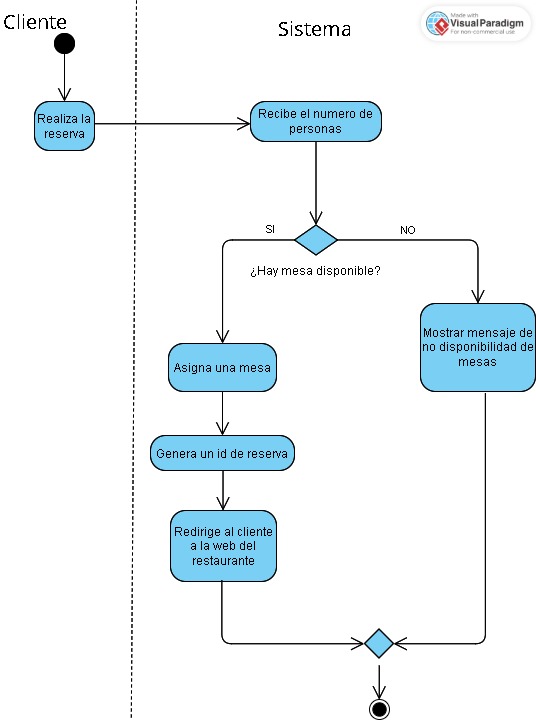 Cliente
Sistema
Made with
Visual Paradigm
For non-commercial use
Realiza la
reserva
Recibe el numero de
personas
SI
NO
¿Hay mesa disponible?
Mostrar mensaje de
no disponibilidad de
mesas
Asigna una mesa
Genera un id de reserva
Redirige al cliente
a la web del
restaurante